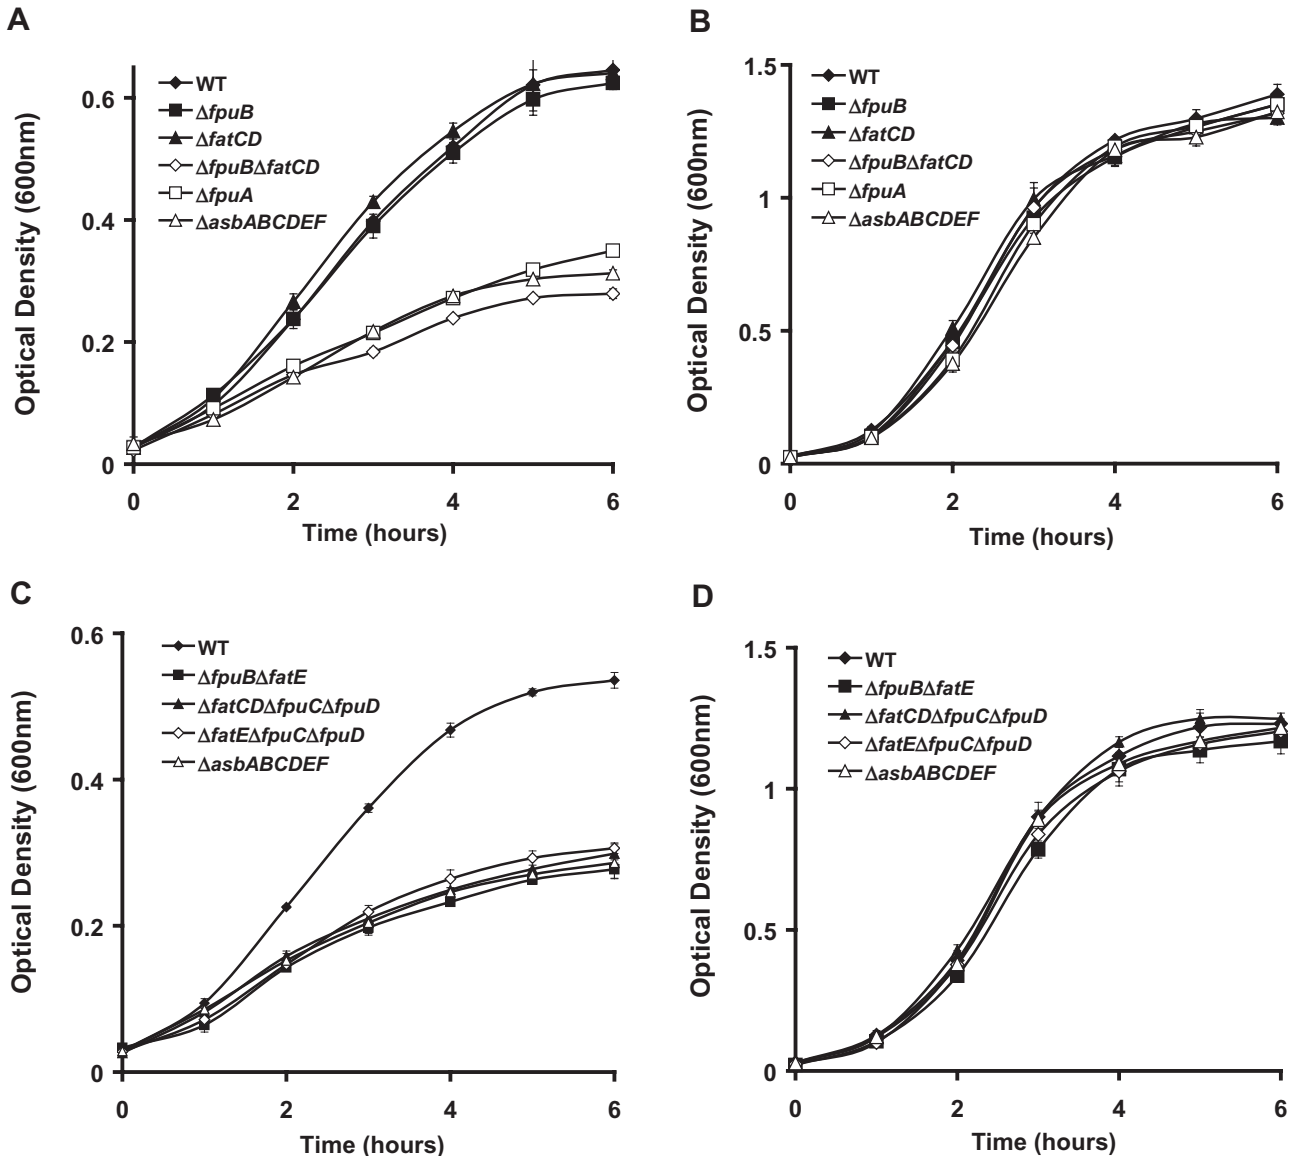 A
Optical Density (600nm)
WT
ΔfpuB
ΔfatCD
ΔfpuBΔfatCD
ΔfpuA
ΔasbABCDEF
0.6
0.4
0.2
0
0 2 4 6
Time (hours)
B
Optical Density (600nm)
WT
ΔfpuB
ΔfatCD
ΔfpuBΔfatCD
ΔfpuA
ΔasbABCDEF
1.5
1
0.5
0
0 2 4 6
Time (hours)
C
Optical Density (600nm)
WT
ΔfpuBΔfatE
ΔfatCDΔfpuCΔfpuD
ΔfatEΔfpuCΔfpuD
ΔasbABCDEF
0.6
0.4
0.2
0
0 2 4 6
Time (hours)
D
Optical Density (600nm)
WT
ΔfpuBΔfatE
ΔfatCDΔfpuCΔfpuD
ΔfatEΔfpuCΔfpuD
ΔasbABCDEF
1.5
1
0.5
0
0 2 4 6
Time (hours)